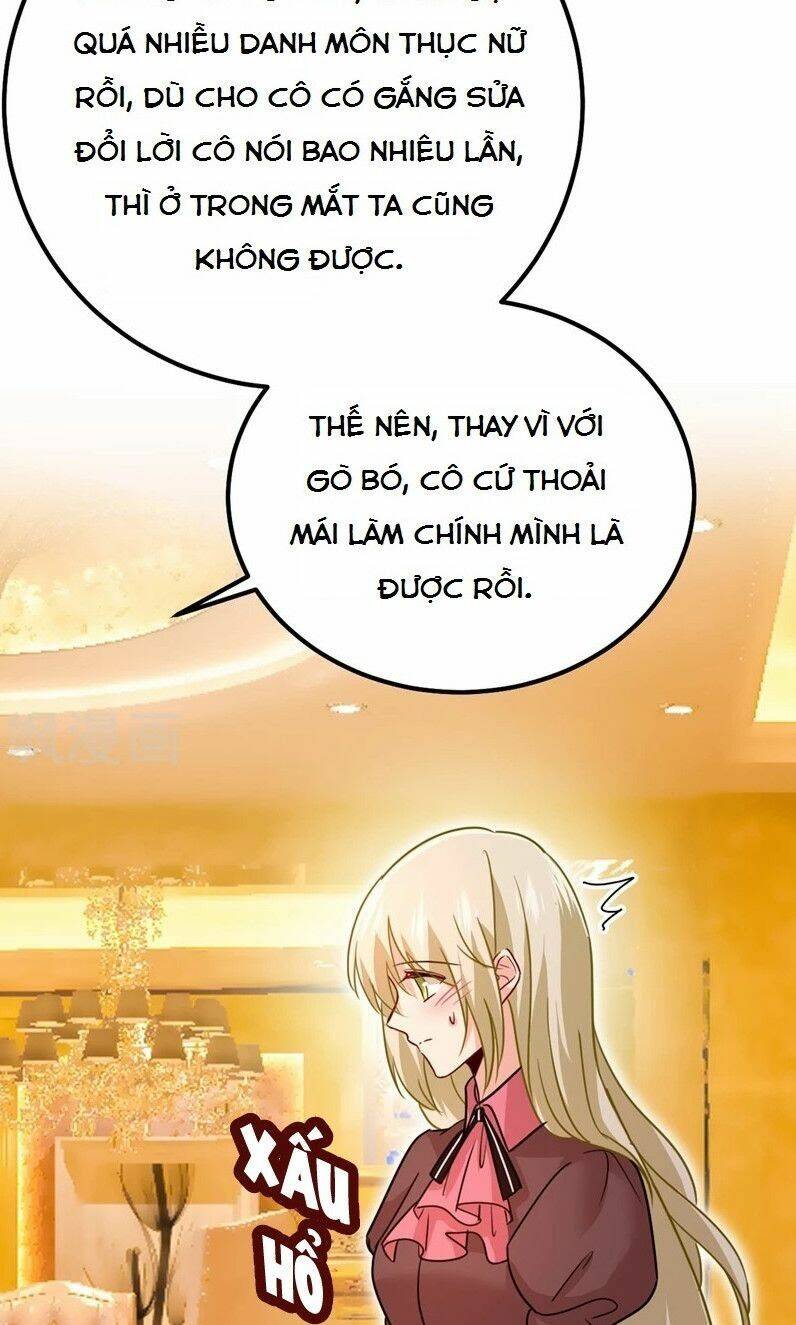 QUÁ NHIỀU DANH MÔN THỤC NỮ
RỒI, DÙ CHO CÔ CÓ GẮNG SỬA
ĐỔI LỜI CÔ NÓI BAO NHIÊU LẦN,
THÌ Ở TRONG MẮT TA CŨNG
KHÔNG ĐƯỢC.
THẾ NÊN, THAY VÌ VỚI
GÒ BÓ, CÔ CỨ THOẢI
MÁI LÀM CHÍNH MÌNH LÀ
ĐƯỢC RỒI.
漫画
XẤU
HỔ